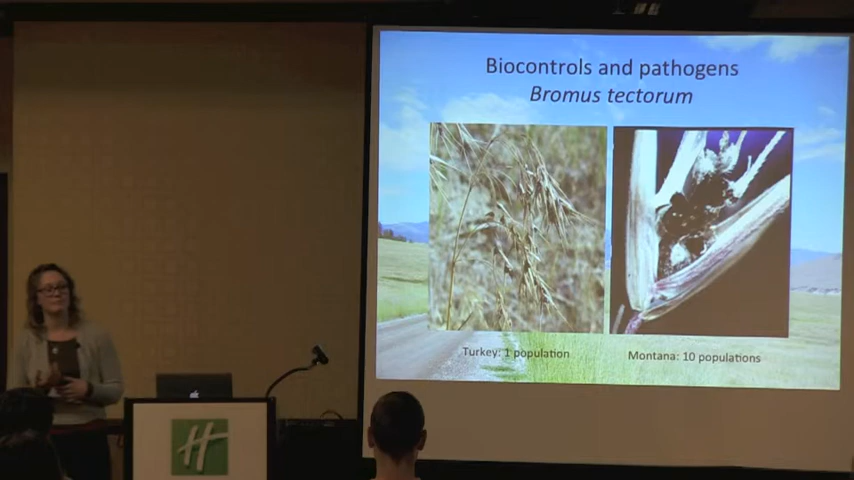 Biocontrols and pathogens
Bromus tectorum
Turkey: 1 population
Montana: 10 populations
H